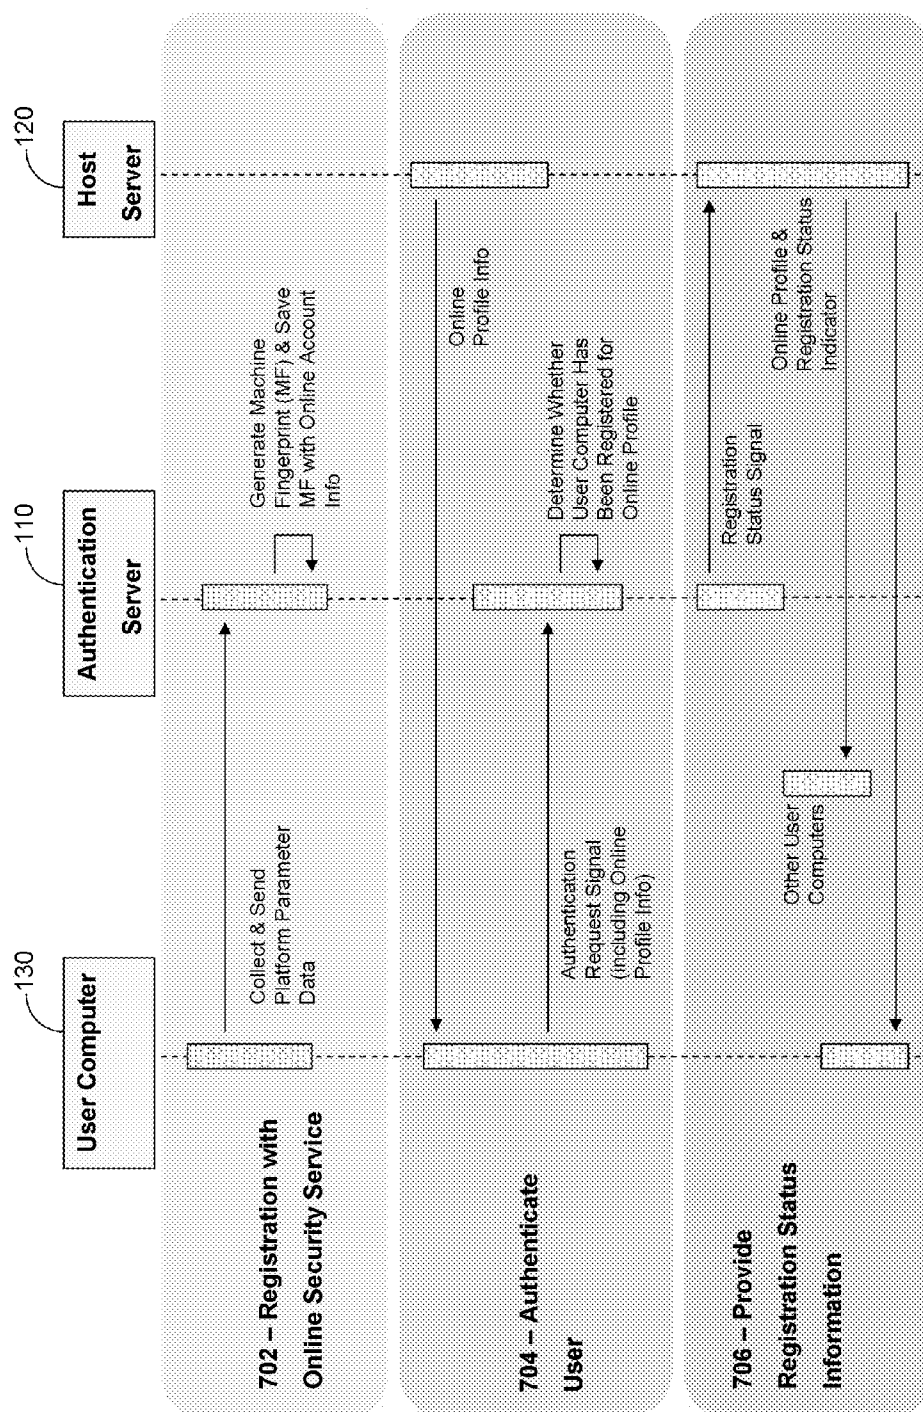 130
User Computer
110
Authentication
Server
120
Host
Server
702 – Registration with
Online Security Service
Collect & Send
Platform Parameter
Data
Generate Machine
Fingerprint (MF) & Save
MF with Online Account
Info
704 – Authenticate
User
Online
Profile Info
Authentication
Request Signal
(including Online
Profile Info)
Determine Whether
User Computer Has
Been Registered for
Online Profile
706 – Provide
Registration Status
Information
Registration
Status Signal
Other User
Computers
Online Profile &
Registration Status
Indicator